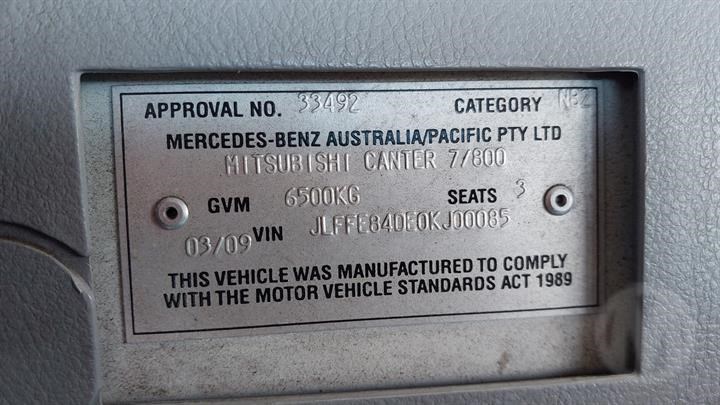 APPROVAL NO. 33492 CATEGORY NB2
MERCEDES-BENZ AUSTRALIA/PACIFIC PTY LTD
MITSUBISHI CANTER 7/800
GVM 6500KG SEATS 3
03/09 VIN JLFFE84DE0KJ00085
THIS VEHICLE WAS MANUFACTURED TO COMPLY
WITH THE MOTOR VEHICLE STANDARDS ACT 1989